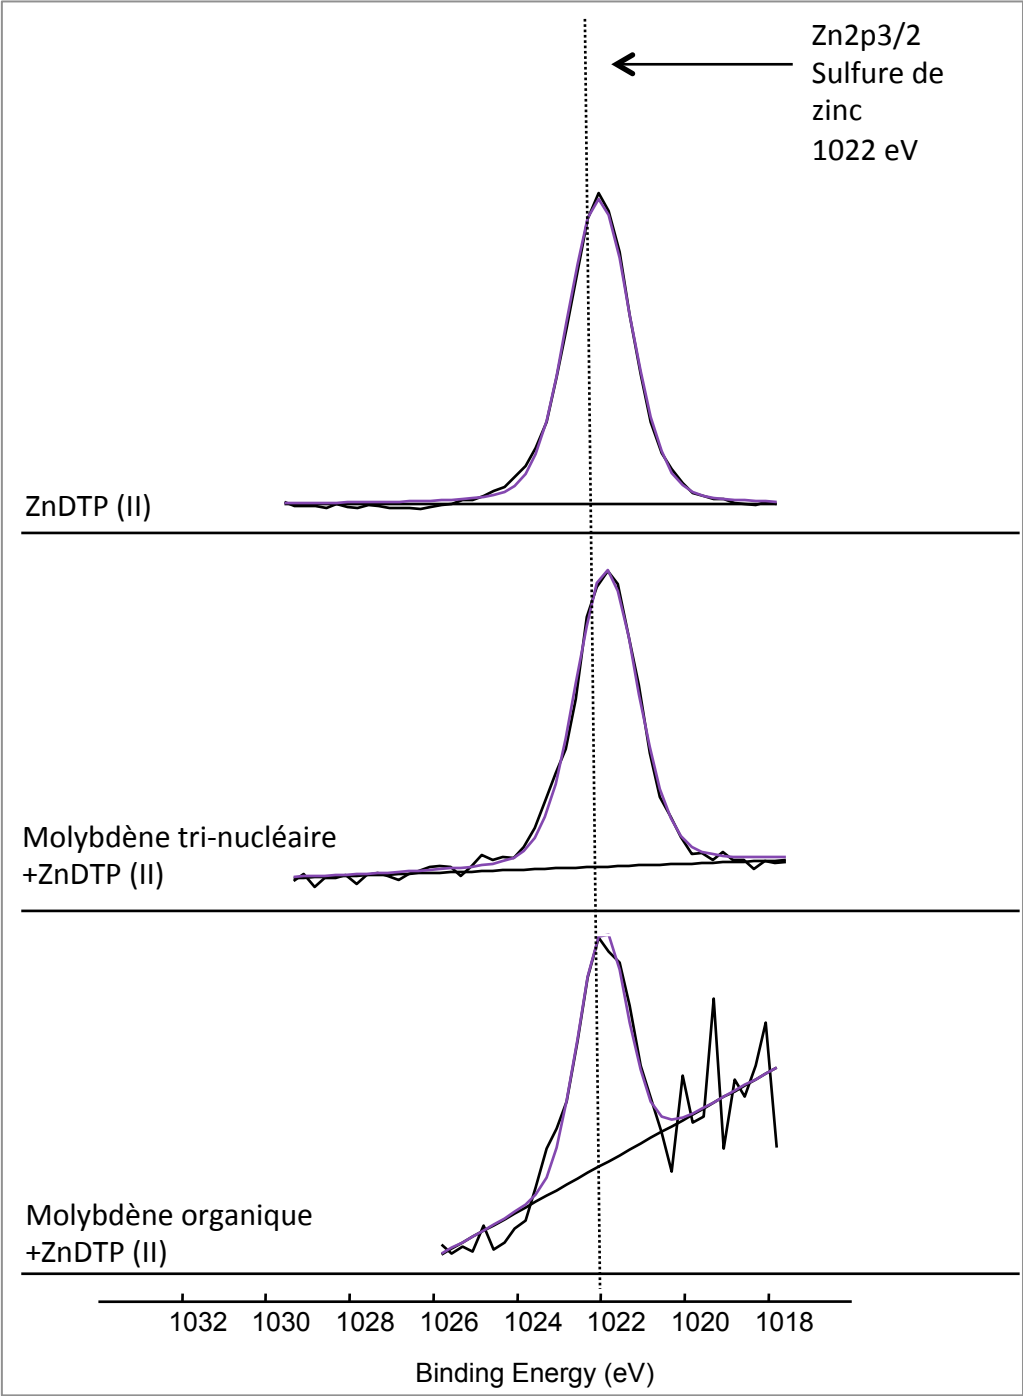 Zn2p3/2
Sulfure de
zinc
1022 eV
ZnDTP (II)
Molybdène tri-nucléaire
+ZnDTP (II)
Molybdène organique
+ZnDTP (II)
1032 1030 1028 1026 1024 1022 1020 1018
Binding Energy (eV)